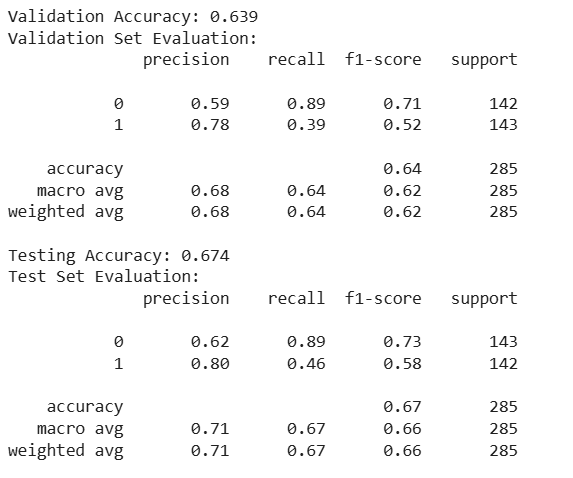 Validation Accuracy: 0.639
Validation Set Evaluation:
precision recall f1-score support
0 0.59 0.89 0.71 142
1 0.78 0.39 0.52 143
accuracy 0.64 285
macro avg 0.68 0.64 0.62 285
weighted avg 0.68 0.64 0.62 285
Testing Accuracy: 0.674
Test Set Evaluation:
precision recall f1-score support
0 0.62 0.89 0.73 143
1 0.80 0.46 0.58 142
accuracy 0.67 285
macro avg 0.71 0.67 0.66 285
weighted avg 0.71 0.67 0.66 285